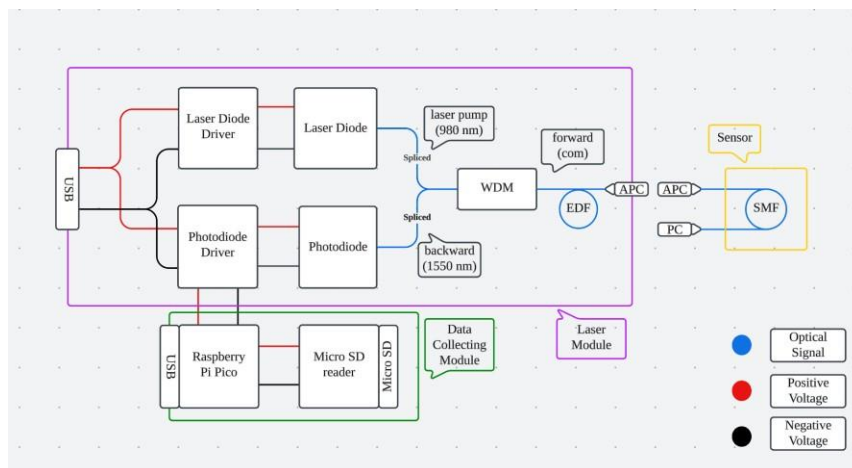 USB
Laser Diode
Driver
Laser Diode
laser pump
(980 nm)
Spliced
Spliced
WDM
forward
(com)
EDF
APC
APC
PC
Sensor
SMF
Photodiode
Driver
Photodiode
backward
(1550 nm)
USB
Raspberry
Pi Pico
Micro SD
reader
Micro SD
Data
Collecting
Module
Laser
Module
Optical
Signal
Positive
Voltage
Negative
Voltage